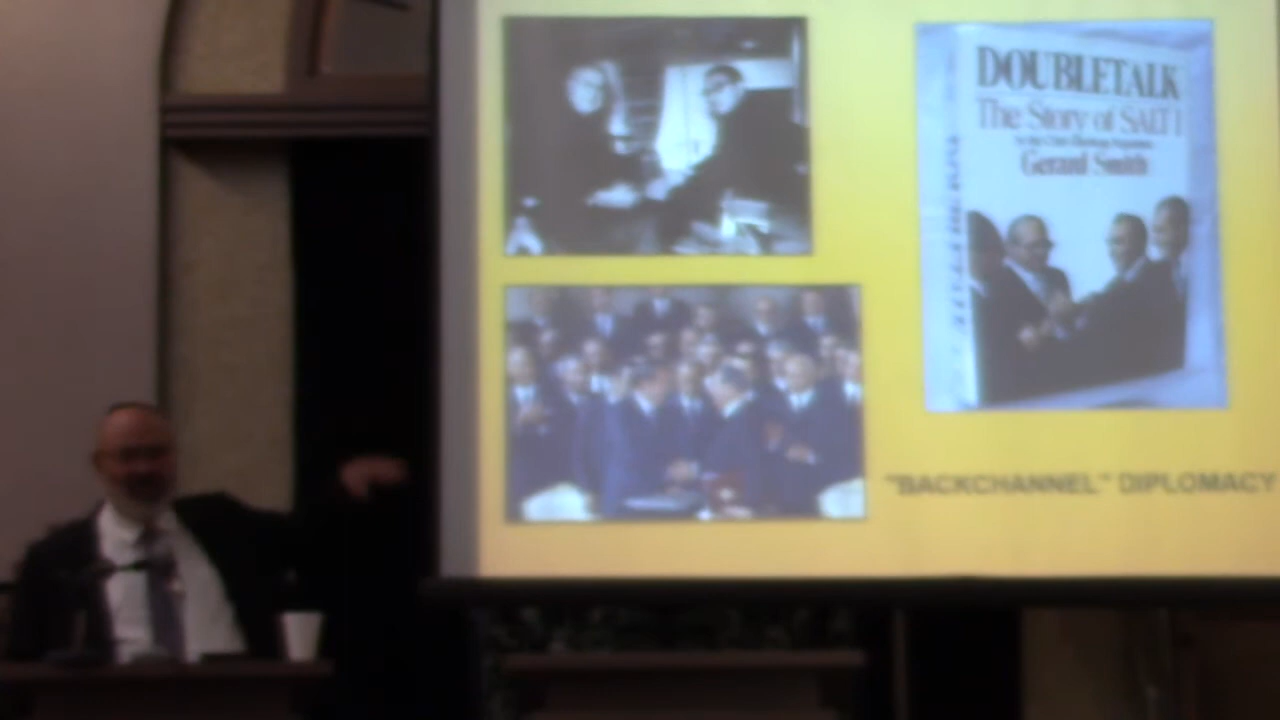 DOUBLETALK
The Story of SALT I
Gerard Smith
"BACKCHANNEL" DIPLOMACY